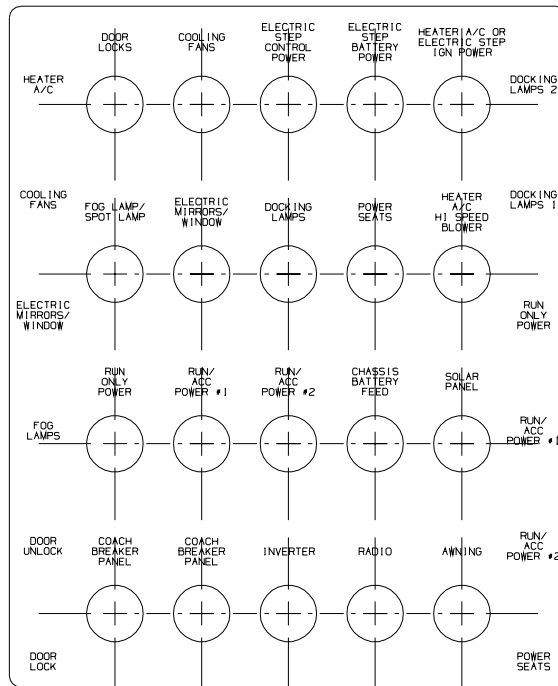 DOOR
LOCKS
COOLING
FANS
ELECTRIC
STEP
CONTROL
POWER
ELECTRIC
STEP
BATTERY
POWER
HEATER A/C OR
ELECTRIC STEP
IGN POWER
HEATER
A/C
DOCKING
LAMPS 2
COOLING
FANS
FOG LAMP/
SPOT LAMP
ELECTRIC
MIRRORS/
WINDOW
DOCKING
LAMPS
POWER
SEATS
HEATER
A/C
HI SPEED
BLOWER
DOCKING
LAMPS 1
ELECTRIC
MIRRORS/
WINDOW
RUN
ONLY
POWER
RUN
ONLY
POWER
RUN/
ACC
POWER #1
RUN/
ACC
POWER #2
CHASSIS
BATTERY
FEED
SOLAR
PANEL
FOG
LAMPS
RUN/
ACC
POWER #1
DOOR
UNLOCK
COACH
BREAKER
PANEL
COACH
BREAKER
PANEL
INVERTER
RADIO
AWNING
RUN/
ACC
POWER #2
DOOR
LOCK
POWER
SEATS